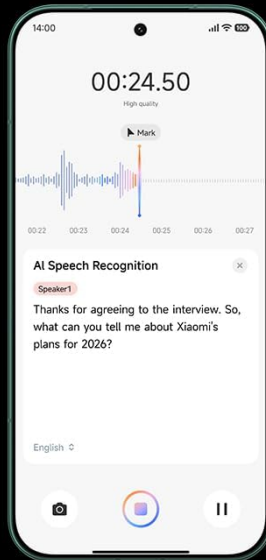 14:00
100
00:24.50
High quality
Mark
00:22 00:23 00:24 00:25 00:26 00:27
AI Speech Recognition
Speaker1
Thanks for agreeing to the interview. So,
what can you tell me about Xiaomi's
plans for 2026?
English